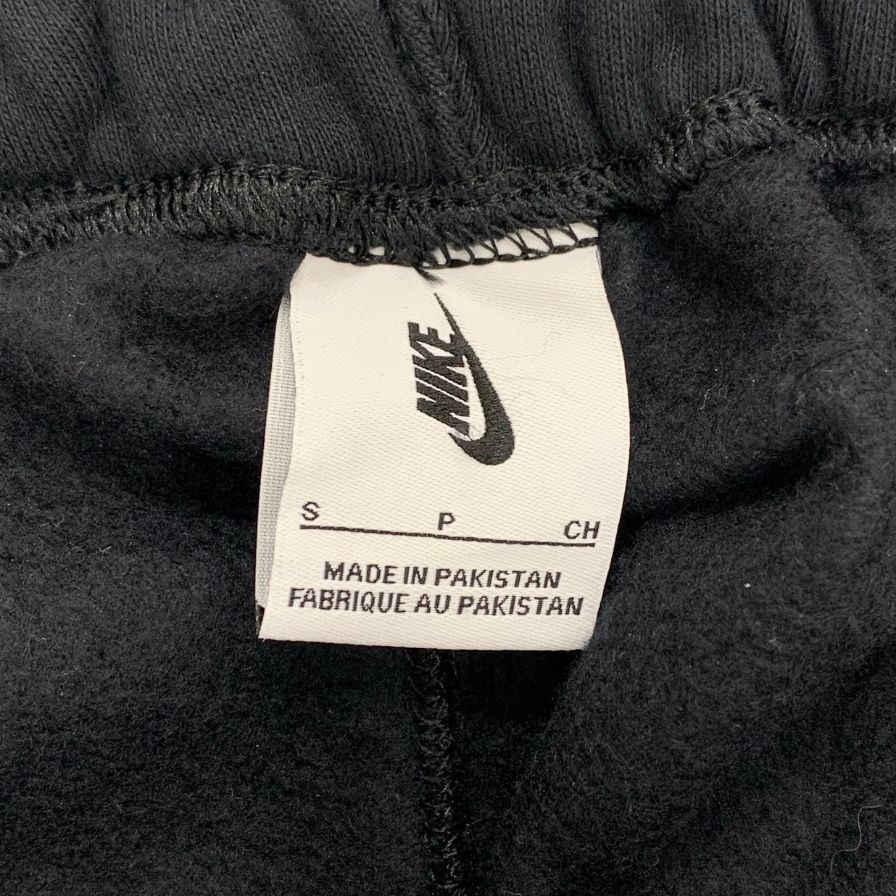 NIKE
S P CH
MADE IN PAKISTAN
FABRIQUE AU PAKISTAN